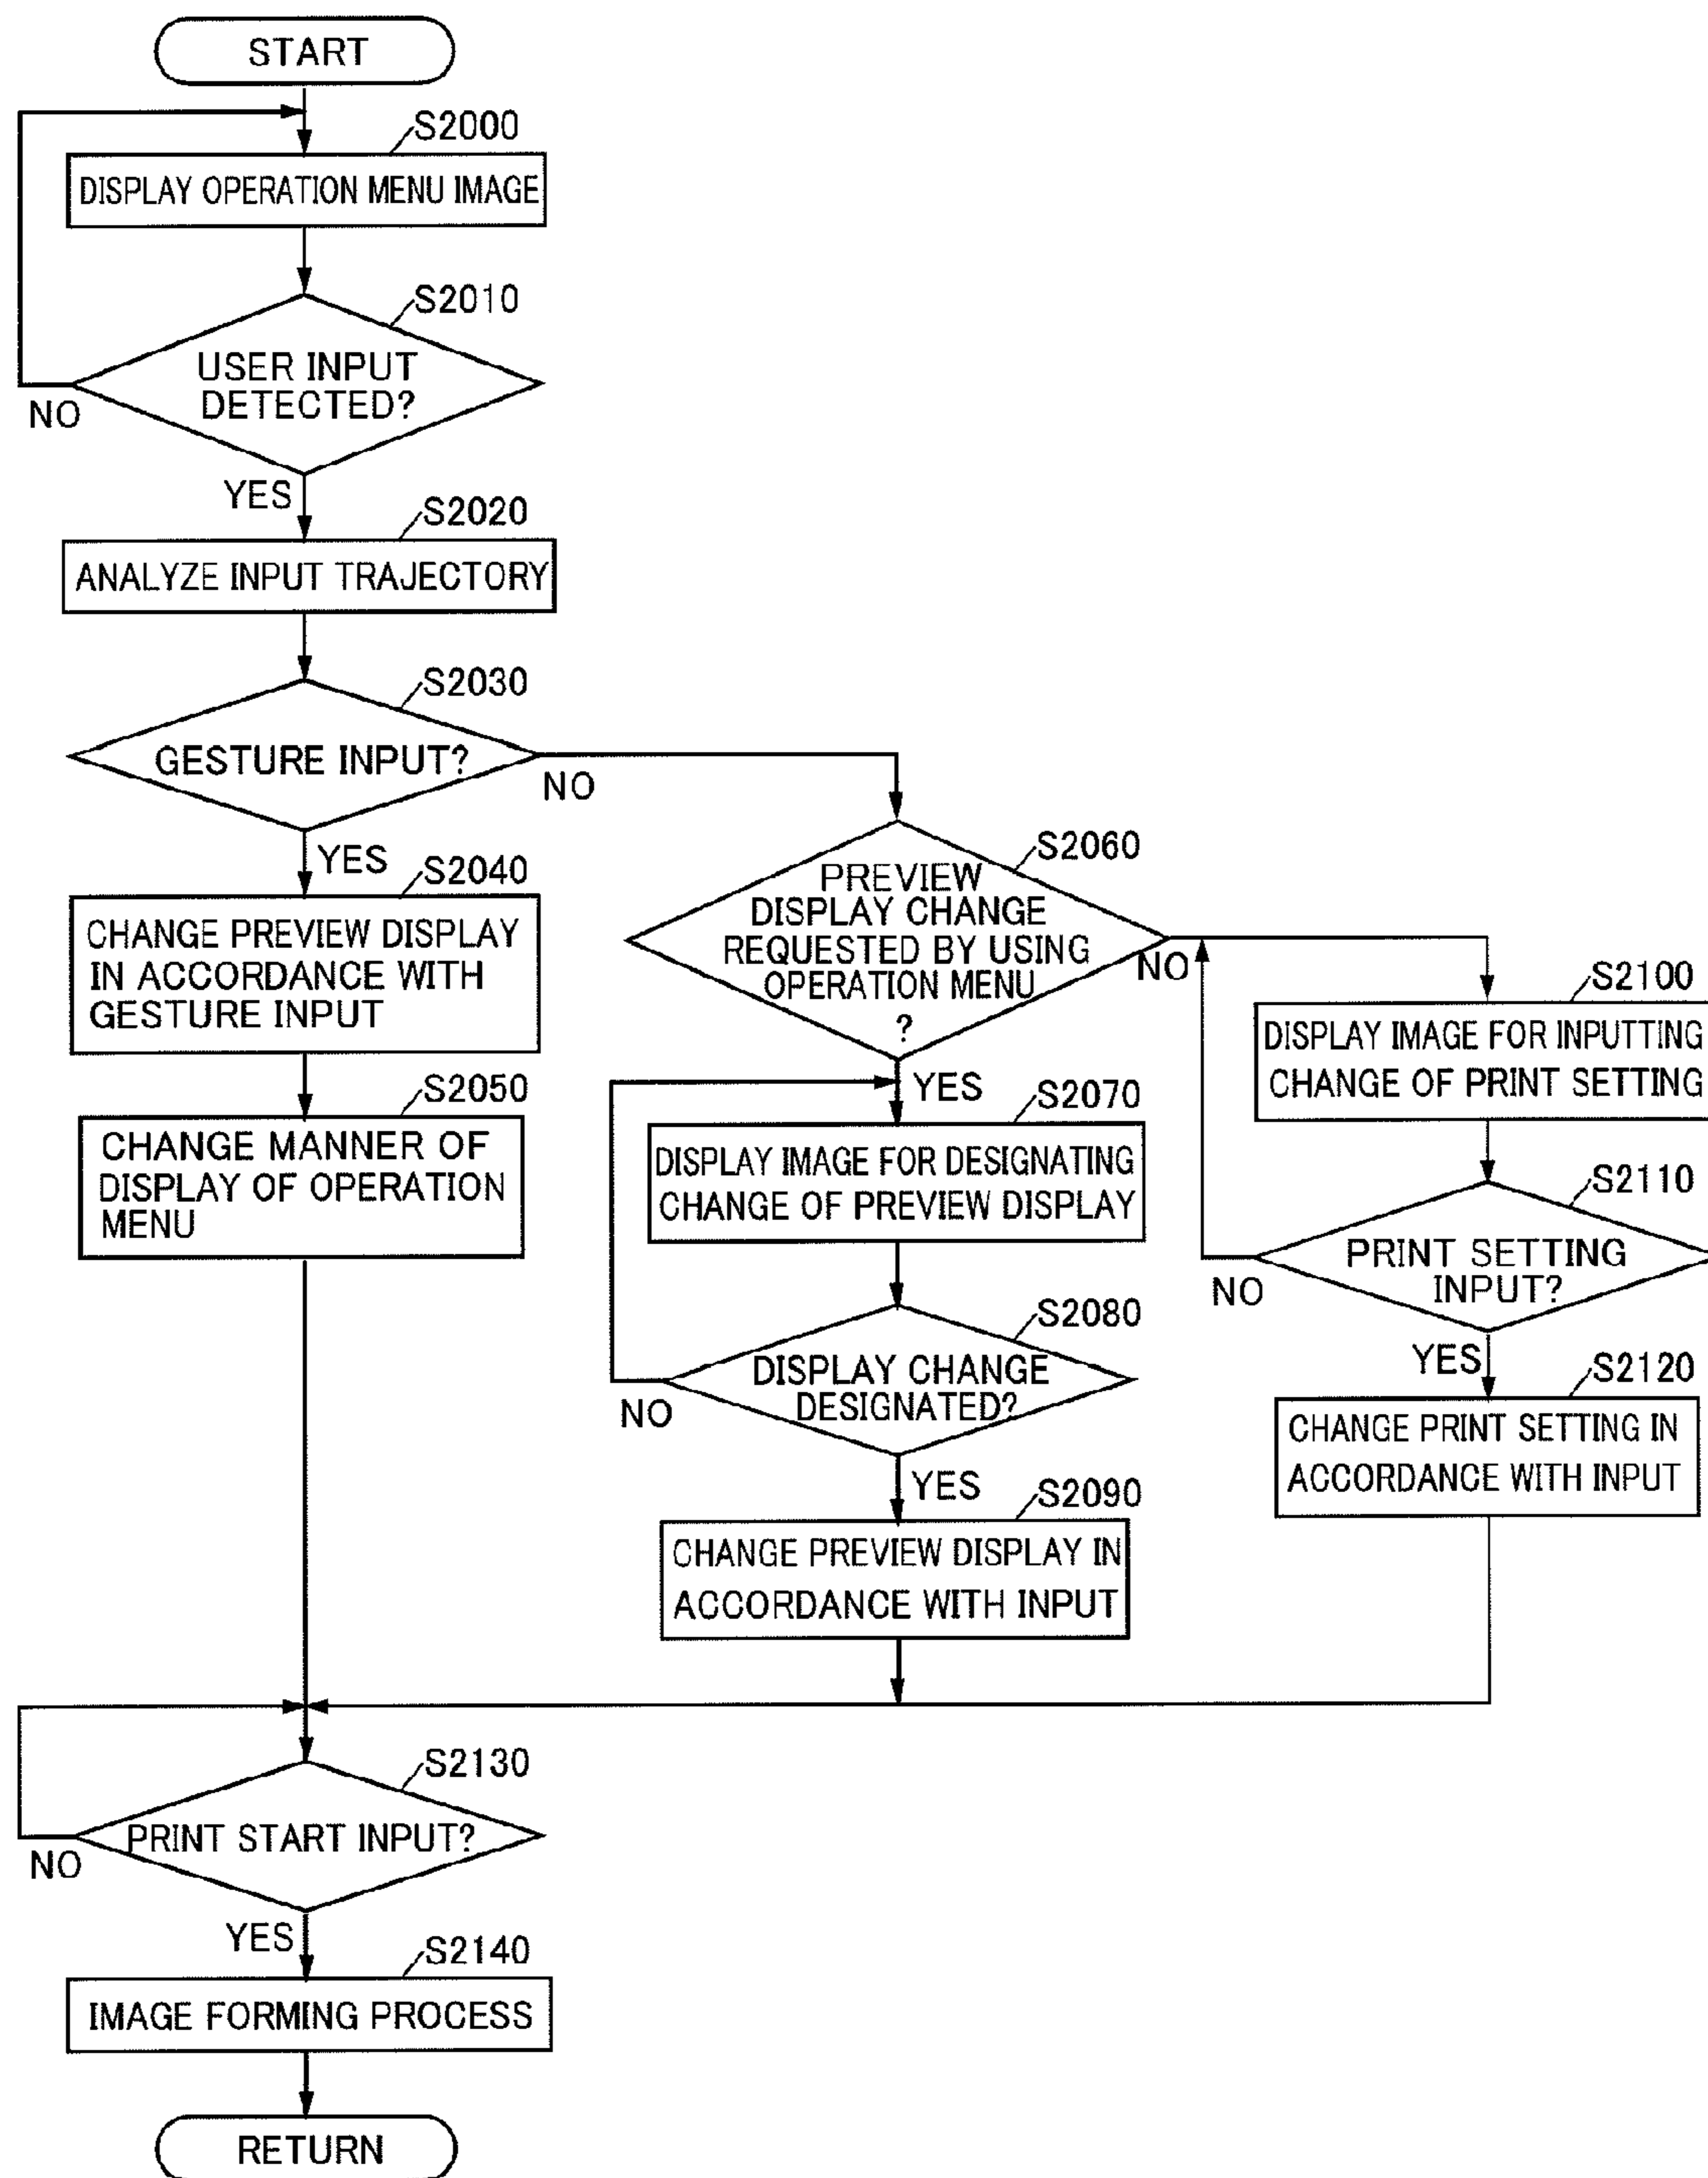 START
S2000
DISPLAY OPERATION MENU IMAGE
S2010
USER INPUT
DETECTED?
NO
YES
S2020
ANALYZE INPUT TRAJECTORY
S2030
GESTURE INPUT?
NO
YES
S2040
CHANGE PREVIEW DISPLAY
IN ACCORDANCE WITH
GESTURE INPUT
S2050
CHANGE MANNER OF
DISPLAY OF OPERATION
MENU
S2060
PREVIEW
DISPLAY CHANGE
REQUESTED BY USING
OPERATION MENU
?
NO
YES
S2070
DISPLAY IMAGE FOR DESIGNATING
CHANGE OF PREVIEW DISPLAY
S2080
DISPLAY CHANGE
DESIGNATED?
NO
YES
S2090
CHANGE PREVIEW DISPLAY IN
ACCORDANCE WITH INPUT
S2100
DISPLAY IMAGE FOR INPUTTING
CHANGE OF PRINT SETTING
S2110
PRINT SETTING
INPUT?
NO
YES
S2120
CHANGE PRINT SETTING IN
ACCORDANCE WITH INPUT
S2130
PRINT START INPUT?
NO
YES
S2140
IMAGE FORMING PROCESS
RETURN